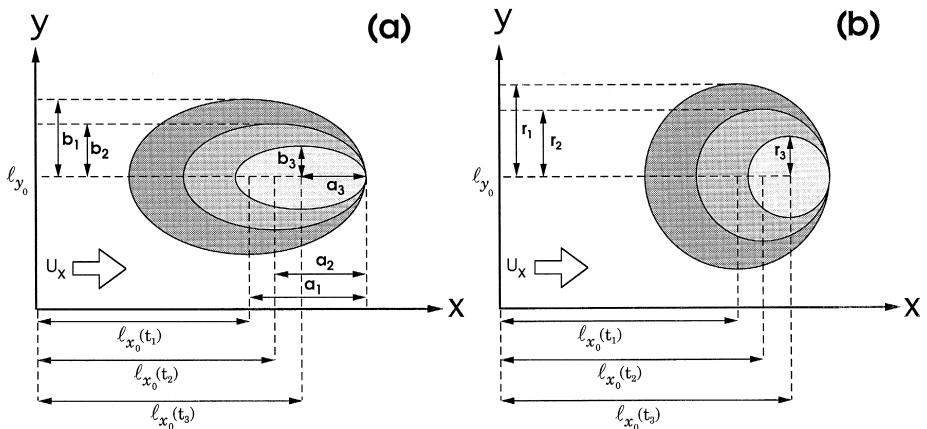 y
(a)
b₁
b₂
b₃
a₃
ℓy₀
Uₓ
a₂
a₁
x
ℓx₀(t₁)
ℓx₀(t₂)
ℓx₀(t₃)
y
(b)
r₁
r₂
r₃
ℓy₀
Uₓ
x
ℓx₀(t₁)
ℓx₀(t₂)
ℓx₀(t₃)